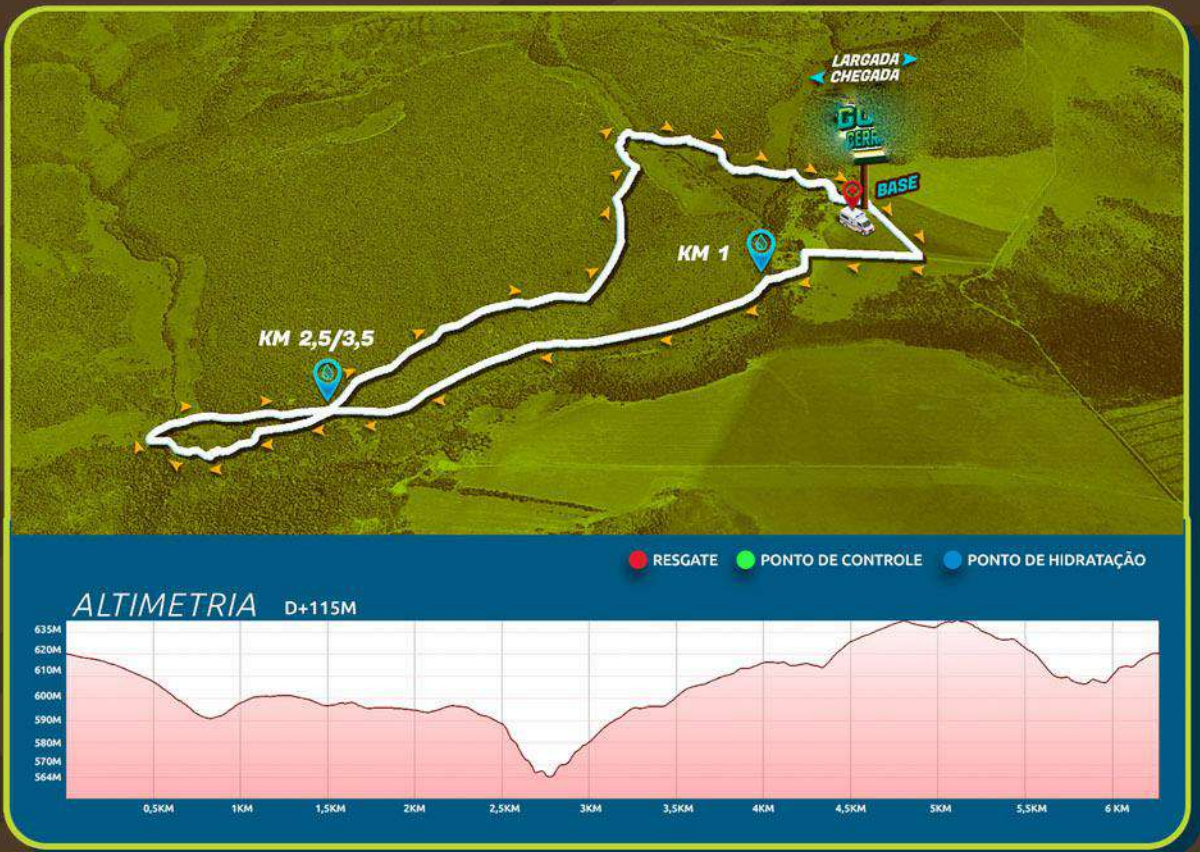 LARGADA
CHEGADA
GO
BASE
KM 1
KM 2,5/3,5
RESGATE
PONTO DE CONTROLE
PONTO DE HIDRATAÇÃO
ALTIMETRIA D+115M
635M
620M
610M
600M
590M
580M
570M
564M
0,5KM 1KM 1,5KM 2KM 2,5KM 3KM 3,5KM 4KM 4,5KM 5KM 5,5KM 6 KM